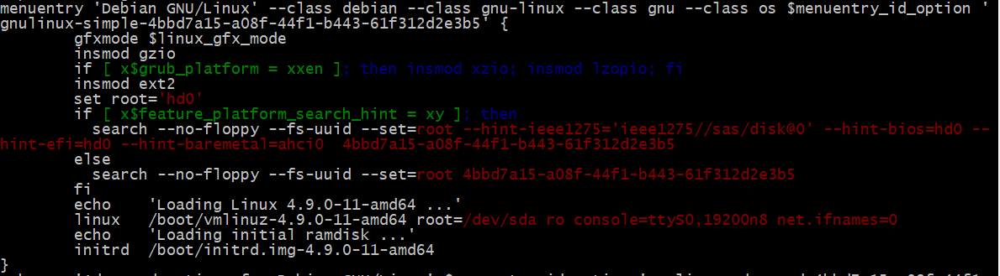 menuentry 'Debian GNU/Linux' --class debian --class gnu-linux --class gnu --class os $menuentry_id_option '
gnulinux-simple-4bbd7a15-a08f-44f1-b443-61f312d2e3b5' {
        gfxmode $linux_gfx_mode
        insmod gzio
        if [ x$grub_platform = xxen ]; then insmod xzio; insmod lzopio; fi
        insmod ext2
        set root='hd0'
        if [ x$feature_platform_search_hint = xy ]; then
          search --no-floppy --fs-uuid --set=root --hint-ieee1275='ieee1275//sas/disk@0' --hint-bios=hd0 --
hint-efi=hd0 --hint-baremetal=ahci0  4bbd7a15-a08f-44f1-b443-61f312d2e3b5
        else
          search --no-floppy --fs-uuid --set=root 4bbd7a15-a08f-44f1-b443-61f312d2e3b5
        fi
        echo    'Loading Linux 4.9.0-11-amd64 ...'
        linux   /boot/vmlinuz-4.9.0-11-amd64 root=/dev/sda ro console=ttyS0,19200n8 net.ifnames=0
        echo    'Loading initial ramdisk ...'
        initrd  /boot/initrd.img-4.9.0-11-amd64
}